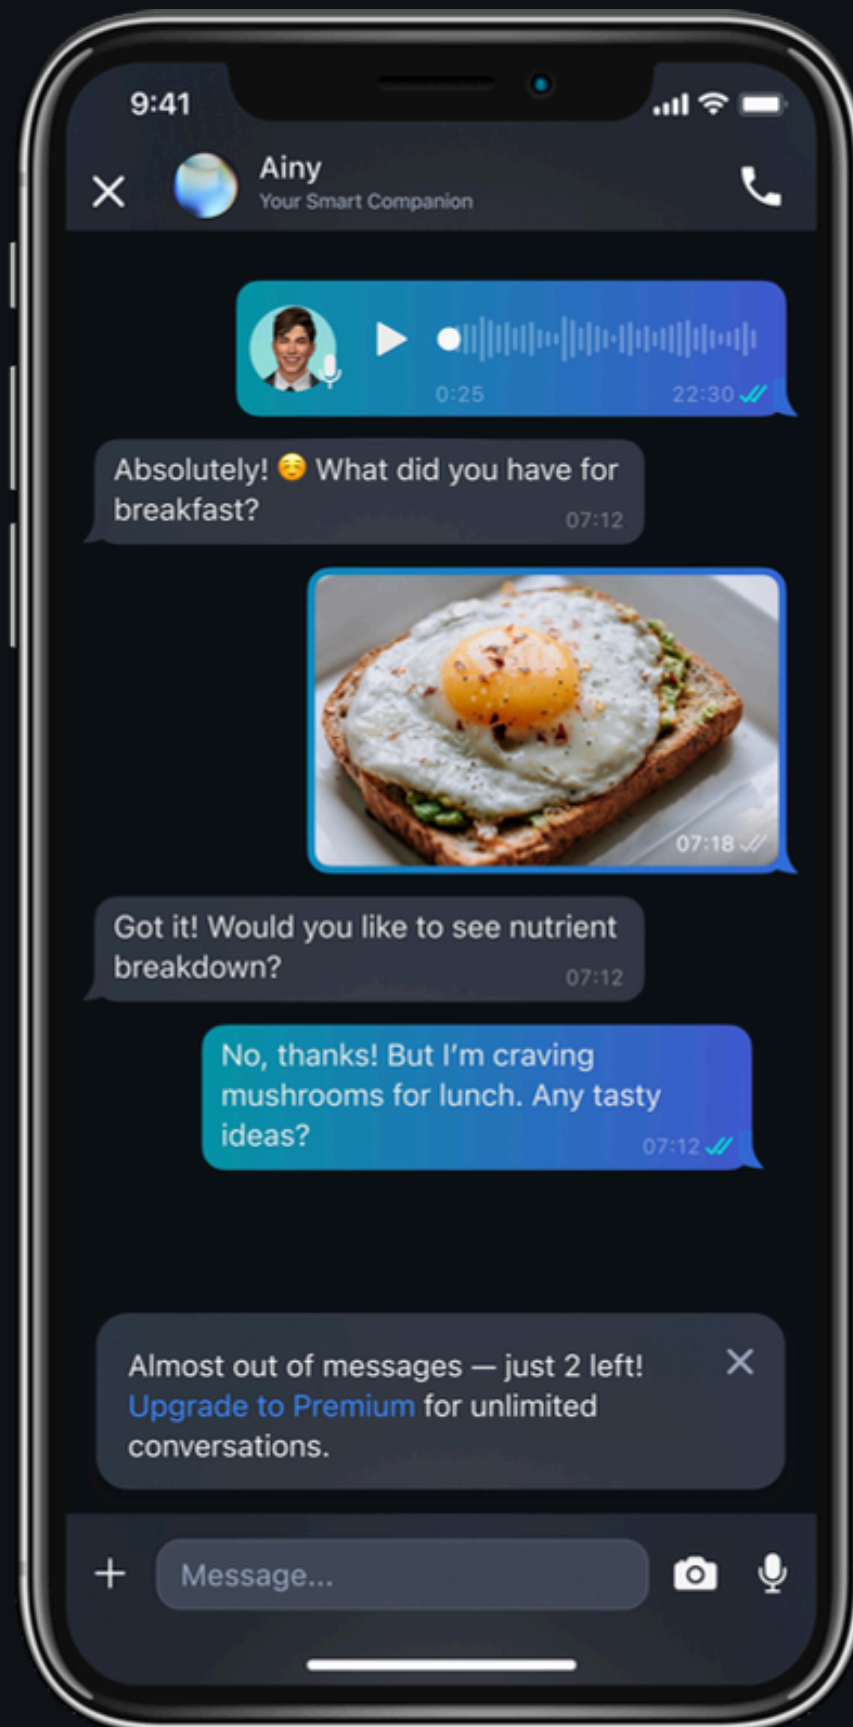 9:41
Ainy
Your Smart Companion
0:25
22:30
Absolutely! ☺️ What did you have for
breakfast?
07:12
07:18
Got it! Would you like to see nutrient
breakdown?
07:12
No, thanks! But I’m craving
mushrooms for lunch. Any tasty
ideas?
07:12
Almost out of messages — just 2 left!
Upgrade to Premium for unlimited
conversations.
Message...